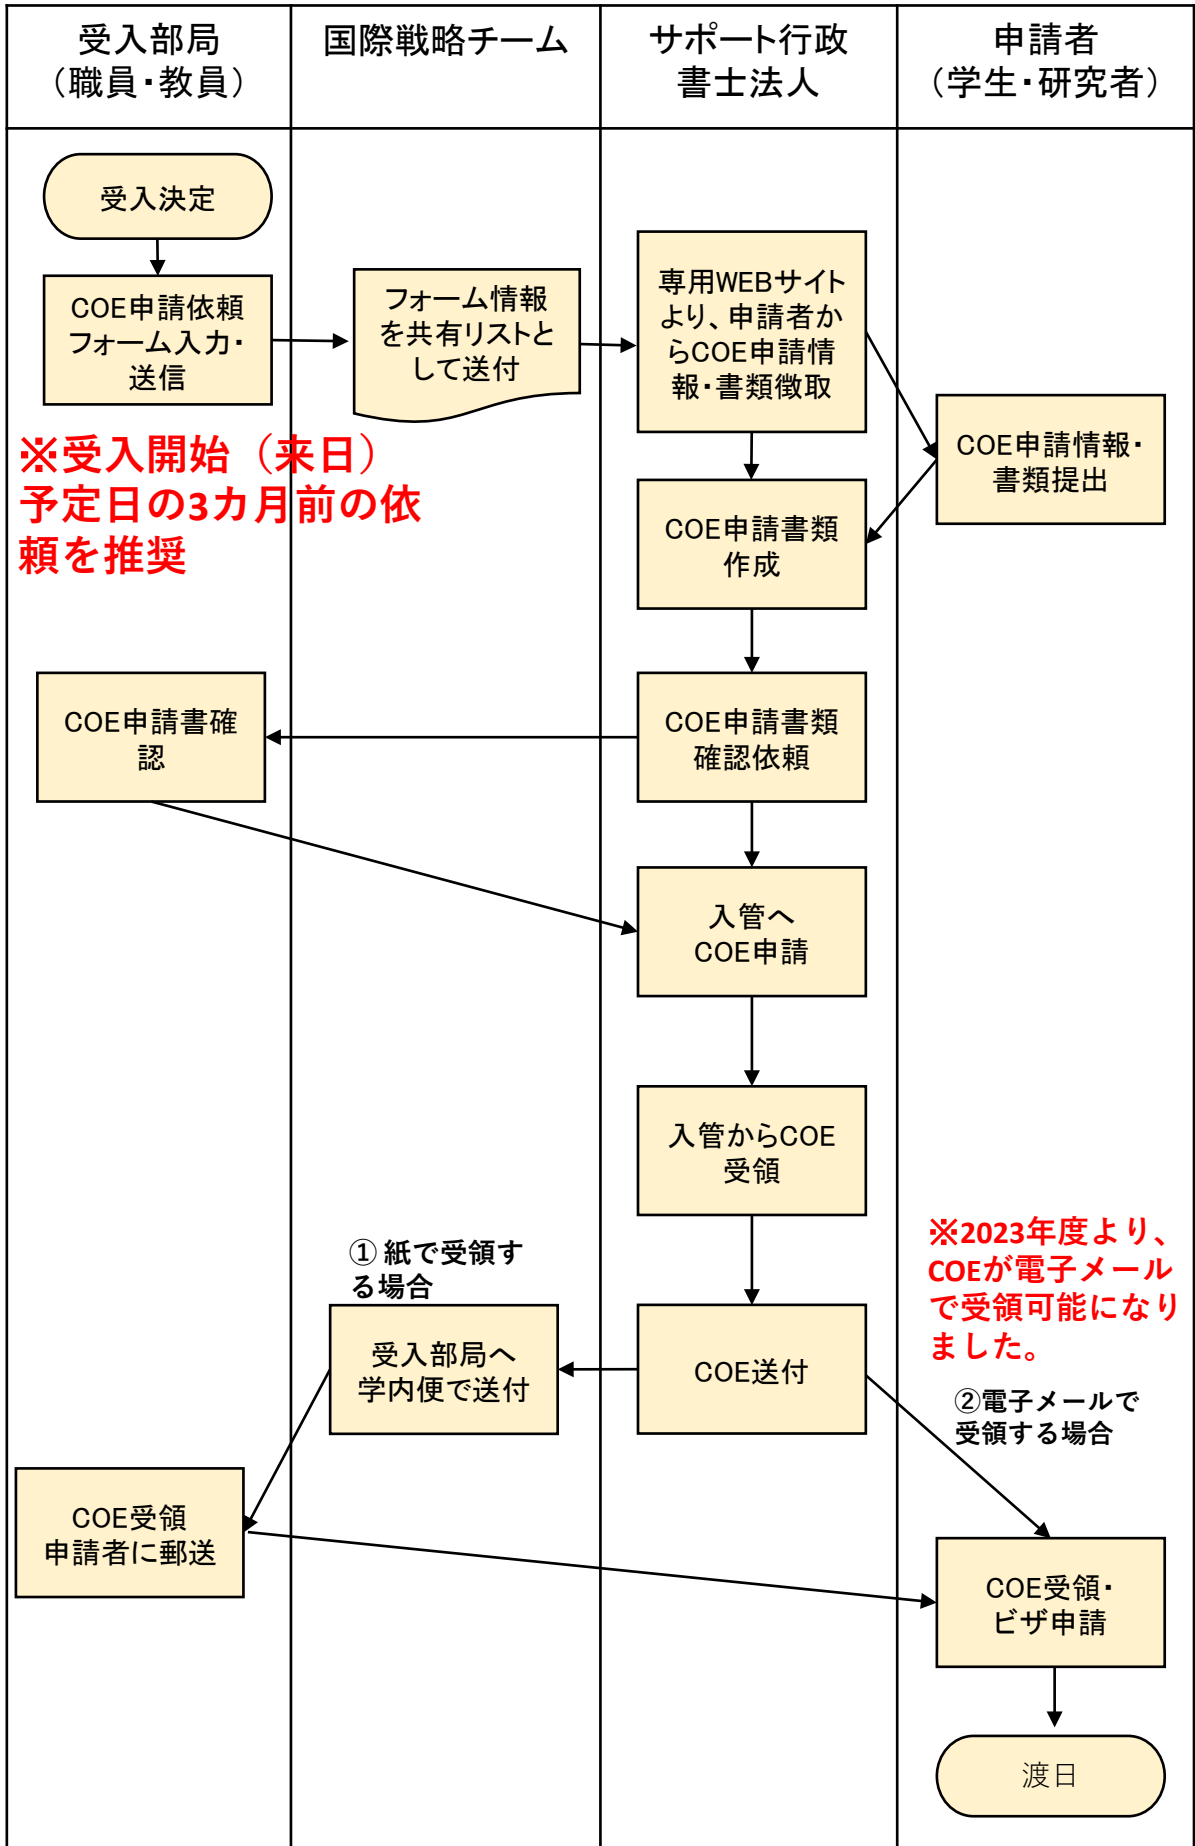 受入部局
（職員・教員）
国際戦略チーム
サポート行政
書士法人
申請者
（学生・研究者）
受入決定
COE申請依頼
フォーム入力・
送信
フォーム情報
を共有リストと
して送付
専用WEBサイト
より、申請者か
らCOE申請情
報・書類徴取
COE申請情報・
書類提出
※受入開始（来日）
予定日の3カ月前の依
頼を推奨
COE申請書類
作成
COE申請書確
認
COE申請書類
確認依頼
入管へ
COE申請
入管からCOE
受領
※2023年度より、
COEが電子メール
で受領可能になり
ました。
① 紙で受領す
る場合
受入部局へ
学内便で送付
COE送付
②電子メールで
受領する場合
COE受領
申請者に郵送
COE受領・
ビザ申請
渡日